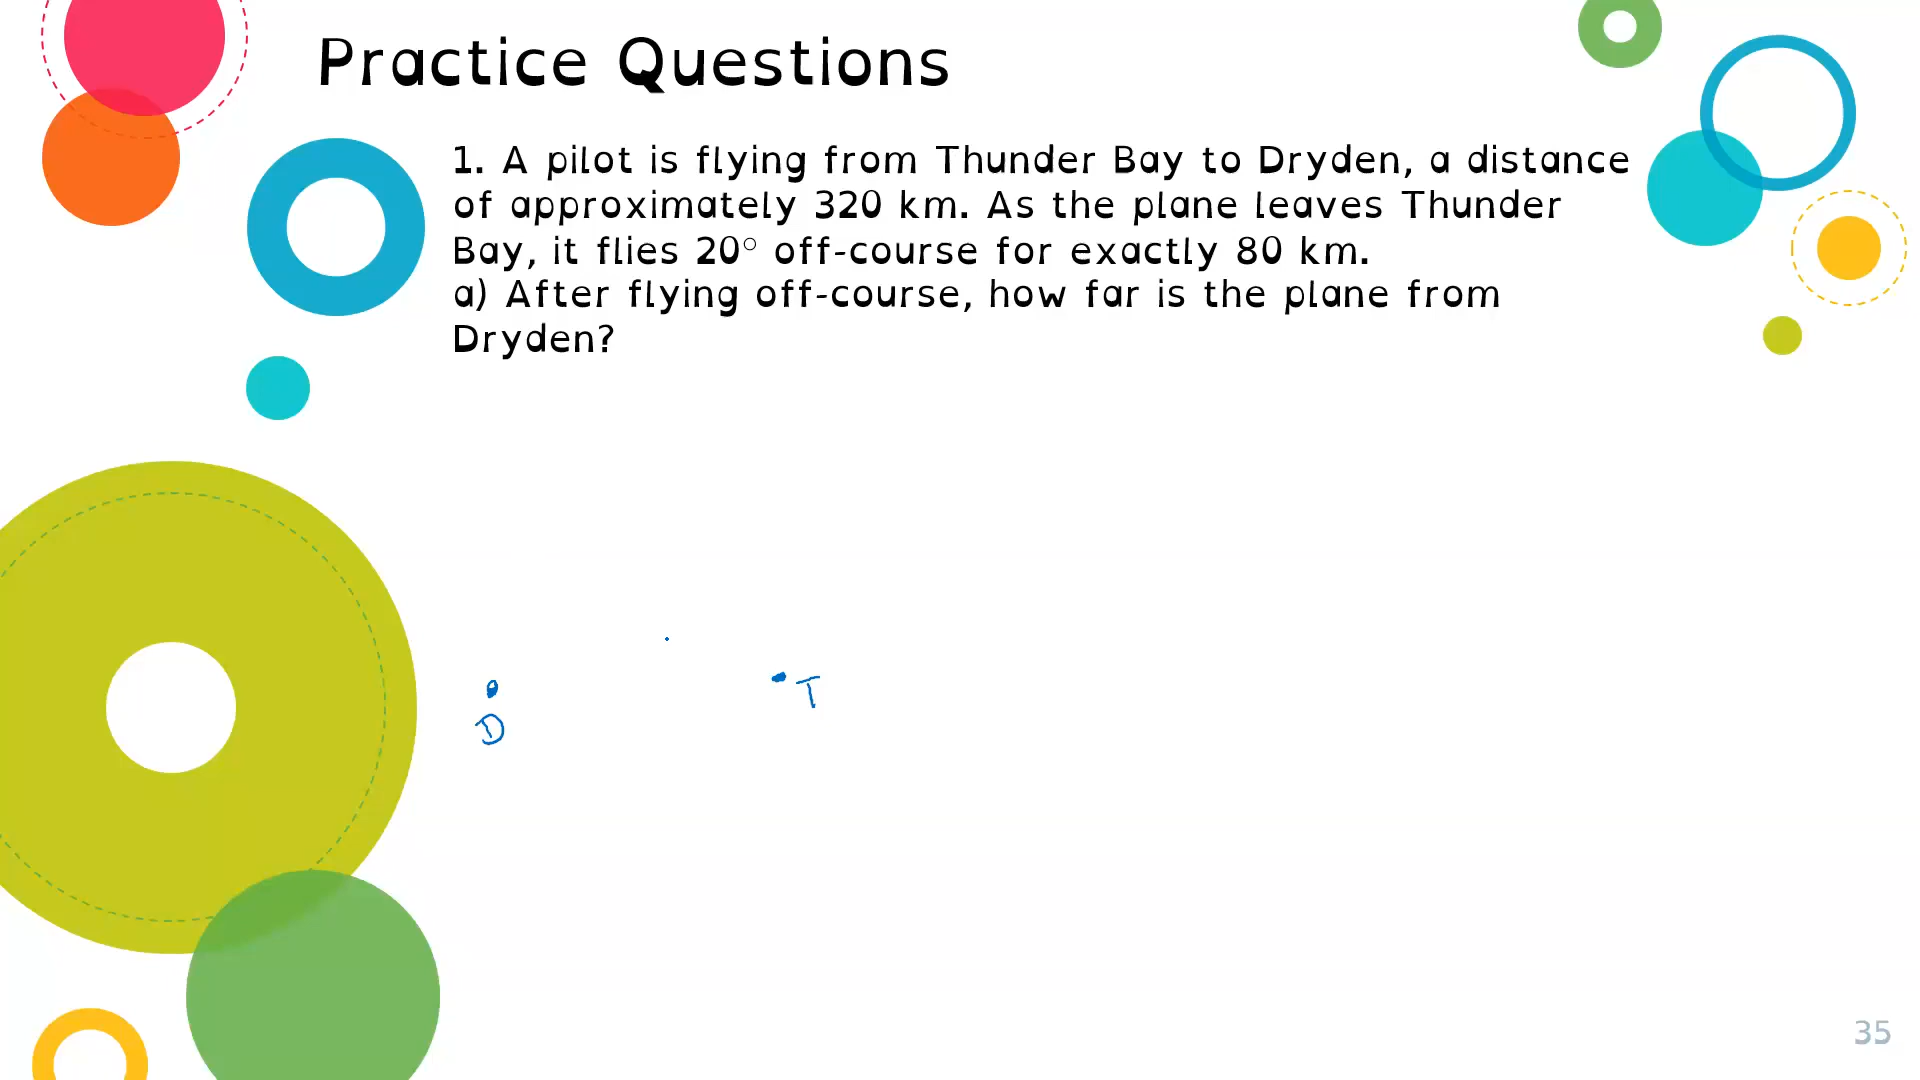 Practice Questions
1. A pilot is flying from Thunder Bay to Dryden, a distance
of approximately 320 km. As the plane leaves Thunder
Bay, it flies 20° off-course for exactly 80 km.
a) After flying off-course, how far is the plane from
Dryden?
T
D
35